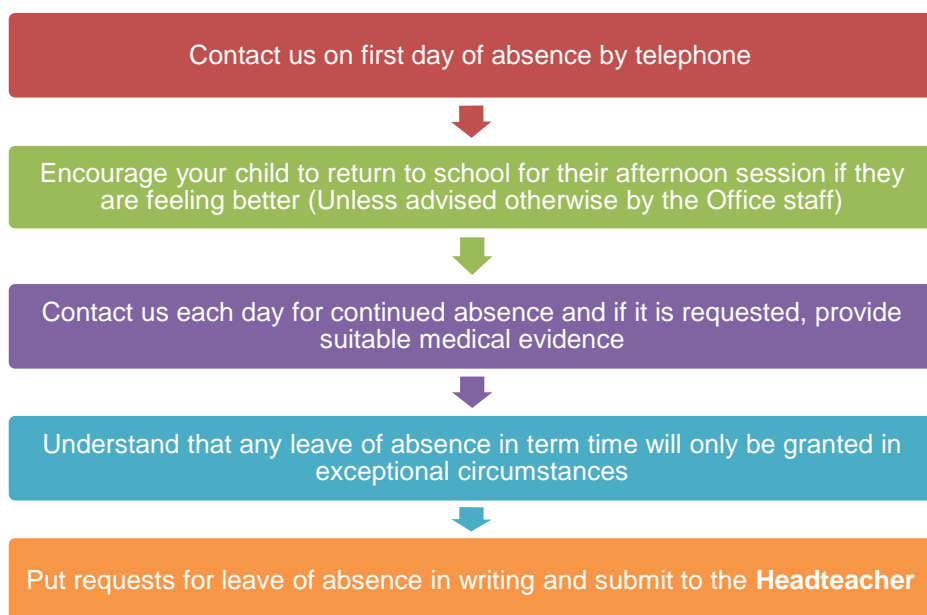 Contact us on first day of absence by telephone
Encourage your child to return to school for their afternoon session if they
are feeling better (Unless advised otherwise by the Office staff)
Contact us each day for continued absence and if it is requested, provide
suitable medical evidence
Understand that any leave of absence in term time will only be granted in
exceptional circumstances
Put requests for leave of absence in writing and submit to the Headteacher